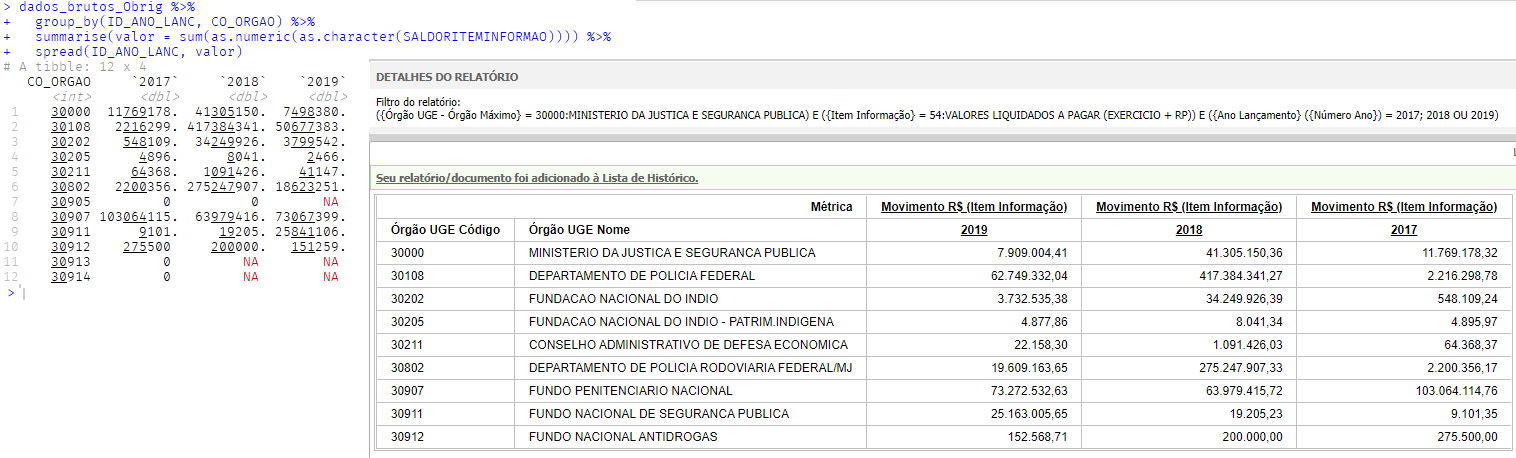 > dados_brutos_Obrig %>%
+   group_by(ID_ANO_LANC, CO_ORGAO) %>%
+   summarise(valor = sum(as.numeric(as.character(SALDORITEMINFORMAO)))) %>%
+   spread(ID_ANO_LANC, valor)
# A tibble: 12 x 4
CO_ORGAO `2017` `2018` `2019`
<int> <dbl> <dbl> <dbl>
1 30000 11769178. 41305150. 7498380.
2 30108 2216299. 417384341. 50677383.
3 30202 548109. 34249926. 3799542.
4 30205 4896. 8041. 2466.
5 30211 64368. 1091426. 41147.
6 30802 2200356. 275247907. 18623251.
7 30905 0 0 NA
8 30907 103064115. 63979416. 73067399.
9 30911 9101. 19205. 25841106.
10 30912 275500 200000. 151259.
11 30913 0 NA NA
12 30914 0 NA NA
>
DETALHES DO RELATÓRIO
Filtro do relatório:
({Órgão UGE - Órgão Máximo} = 30000:MINISTERIO DA JUSTICA E SEGURANCA PUBLICA) E ({Item Informação} = 54:VALORES LIQUIDADOS A PAGAR (EXERCICIO + RP)) E ({Ano Lançamento} ({Número Ano}) = 2017; 2018 OU 2019)
Seu relatório/documento foi adicionado à Lista de Histórico.
Métrica Movimento R$ (Item Informação) Movimento R$ (Item Informação) Movimento R$ (Item Informação)
Órgão UGE Código Órgão UGE Nome 2019 2018 2017
30000 MINISTERIO DA JUSTICA E SEGURANCA PUBLICA 7.909.004,41 41.305.150,36 11.769.178,32
30108 DEPARTAMENTO DE POLICIA FEDERAL 62.749.332,04 417.384.341,27 2.216.298,78
30202 FUNDACAO NACIONAL DO INDIO 3.732.535,38 34.249.926,39 548.109,24
30205 FUNDACAO NACIONAL DO INDIO - PATRIM.INDIGENA 4.877,86 8.041,34 4.895,97
30211 CONSELHO ADMINISTRATIVO DE DEFESA ECONOMICA 22.158,30 1.091.426,03 64.368,37
30802 DEPARTAMENTO DE POLICIA RODOVIARIA FEDERAL/MJ 19.609.163,65 275.247.907,33 2.200.356,17
30907 FUNDO PENITENCIARIO NACIONAL 73.272.532,63 63.979.415,72 103.064.114,76
30911 FUNDO NACIONAL DE SEGURANCA PUBLICA 25.163.005,65 19.205,23 9.101,35
30912 FUNDO NACIONAL ANTIDROGAS 152.568,71 200.000,00 275.500,00